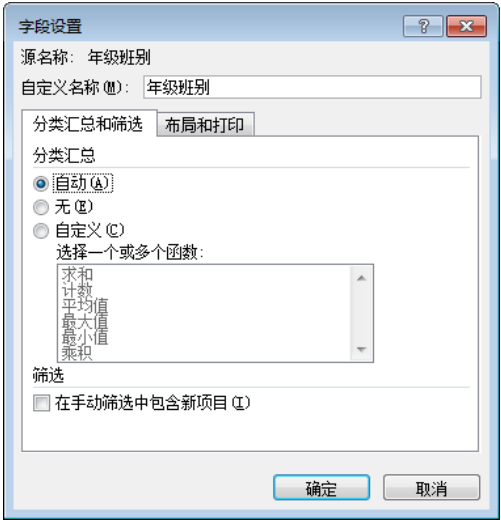 字段设置
源名称: 年级班别
自定义名称(M): 年级班别
分类汇总和筛选 布局和打印
分类汇总
自动(A)
无(E)
自定义(C)
选择一个或多个函数:
求和
计数
平均值
最大值
最小值
乘积
筛选
在手动筛选中包含新项目(I)
确定 取消